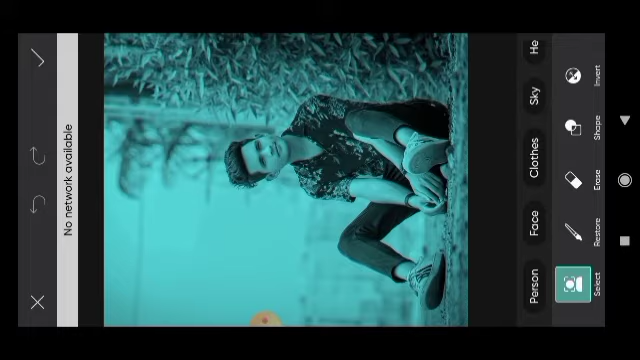 No network available
Person Face Clothes Sky He
Select Restore Erase Shape Invert